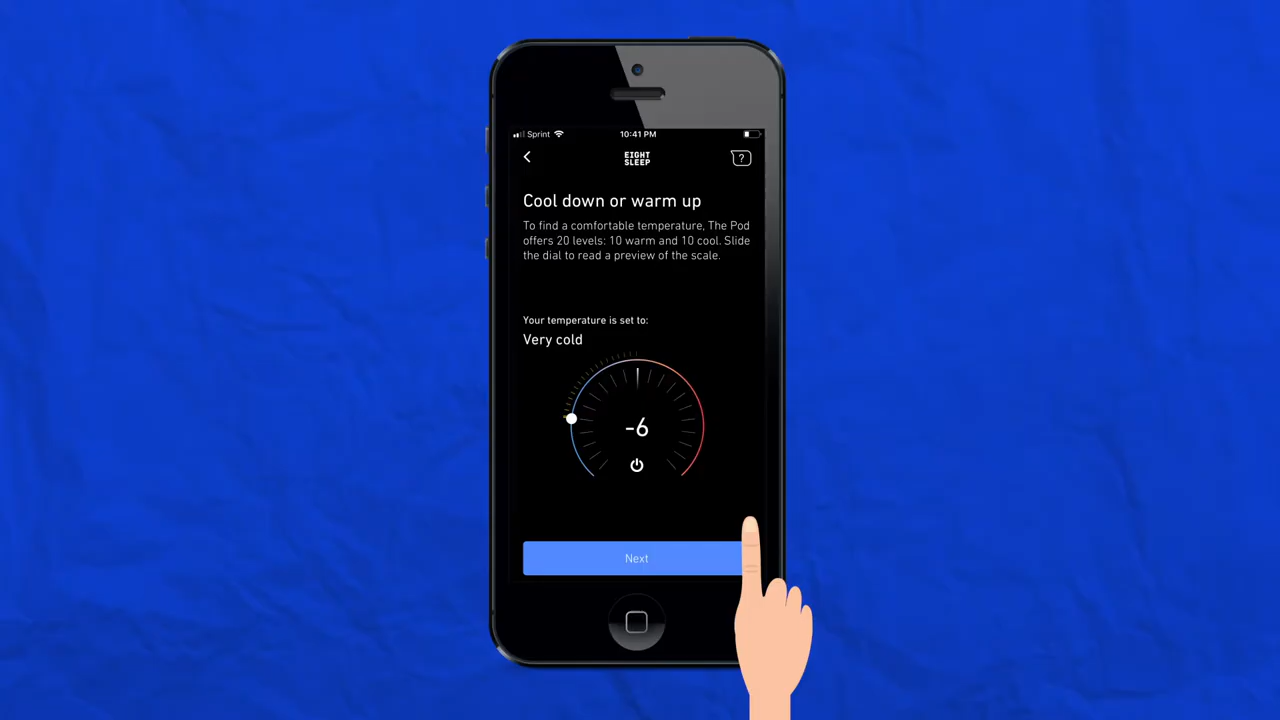 Sprint 10:41 PM
EIGHT
SLEEP
?
Cool down or warm up
To find a comfortable temperature, The Pod
offers 20 levels: 10 warm and 10 cool. Slide
the dial to read a preview of the scale.
Your temperature is set to:
Very cold
-6
Next